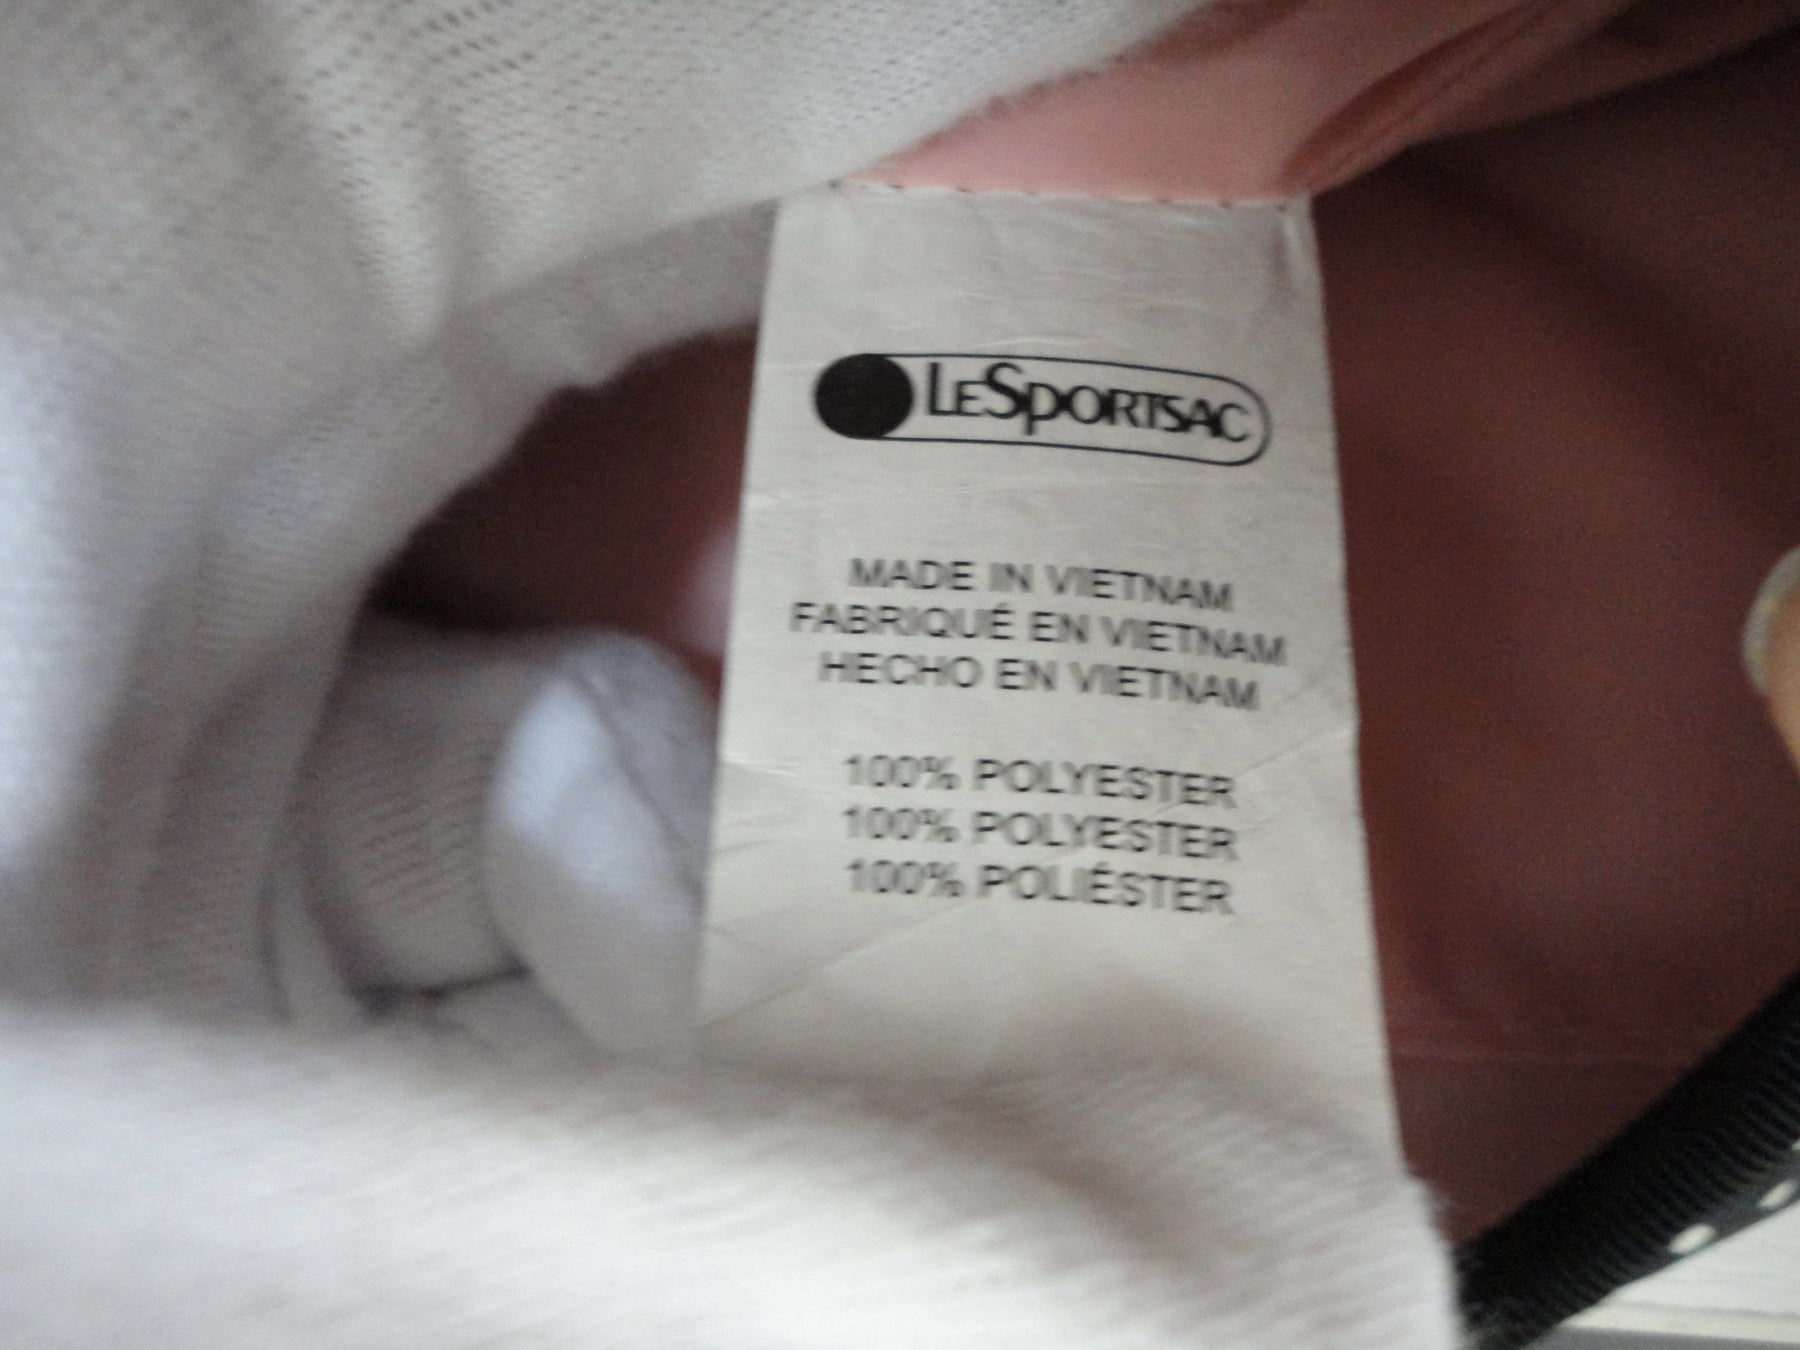 LeSportsac
MADE IN VIETNAM
FABRIQUÉ EN VIETNAM
HECHO EN VIETNAM
100% POLYESTER
100% POLYESTER
100% POLIÉSTER